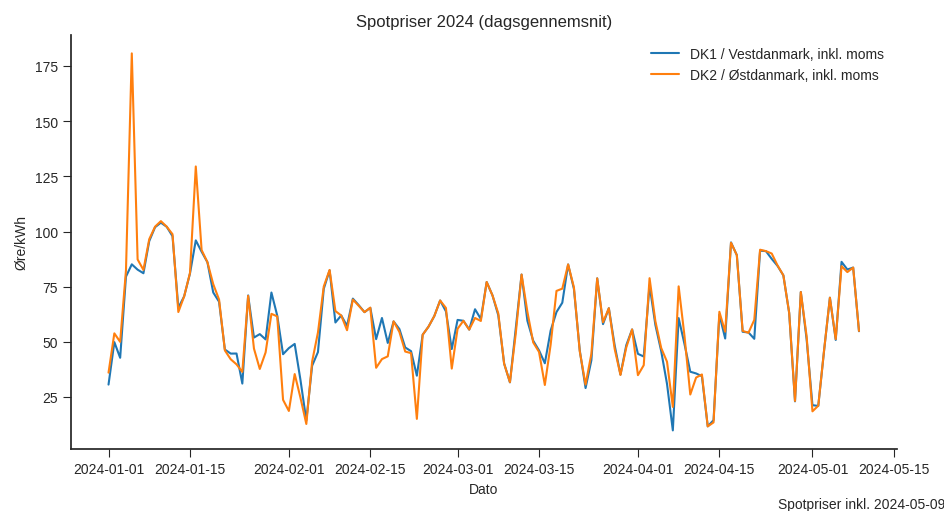 Spotpriser 2024 (dagsgennemsnit)
DK1 / Vestdanmark, inkl. moms
DK2 / Østdanmark, inkl. moms
Øre/kWh
175
150
125
100
75
50
25
2024-01-01 2024-01-15 2024-02-01 2024-02-15 2024-03-01 2024-03-15 2024-04-01 2024-04-15 2024-05-01 2024-05-15
Dato
Spotpriser inkl. 2024-05-09